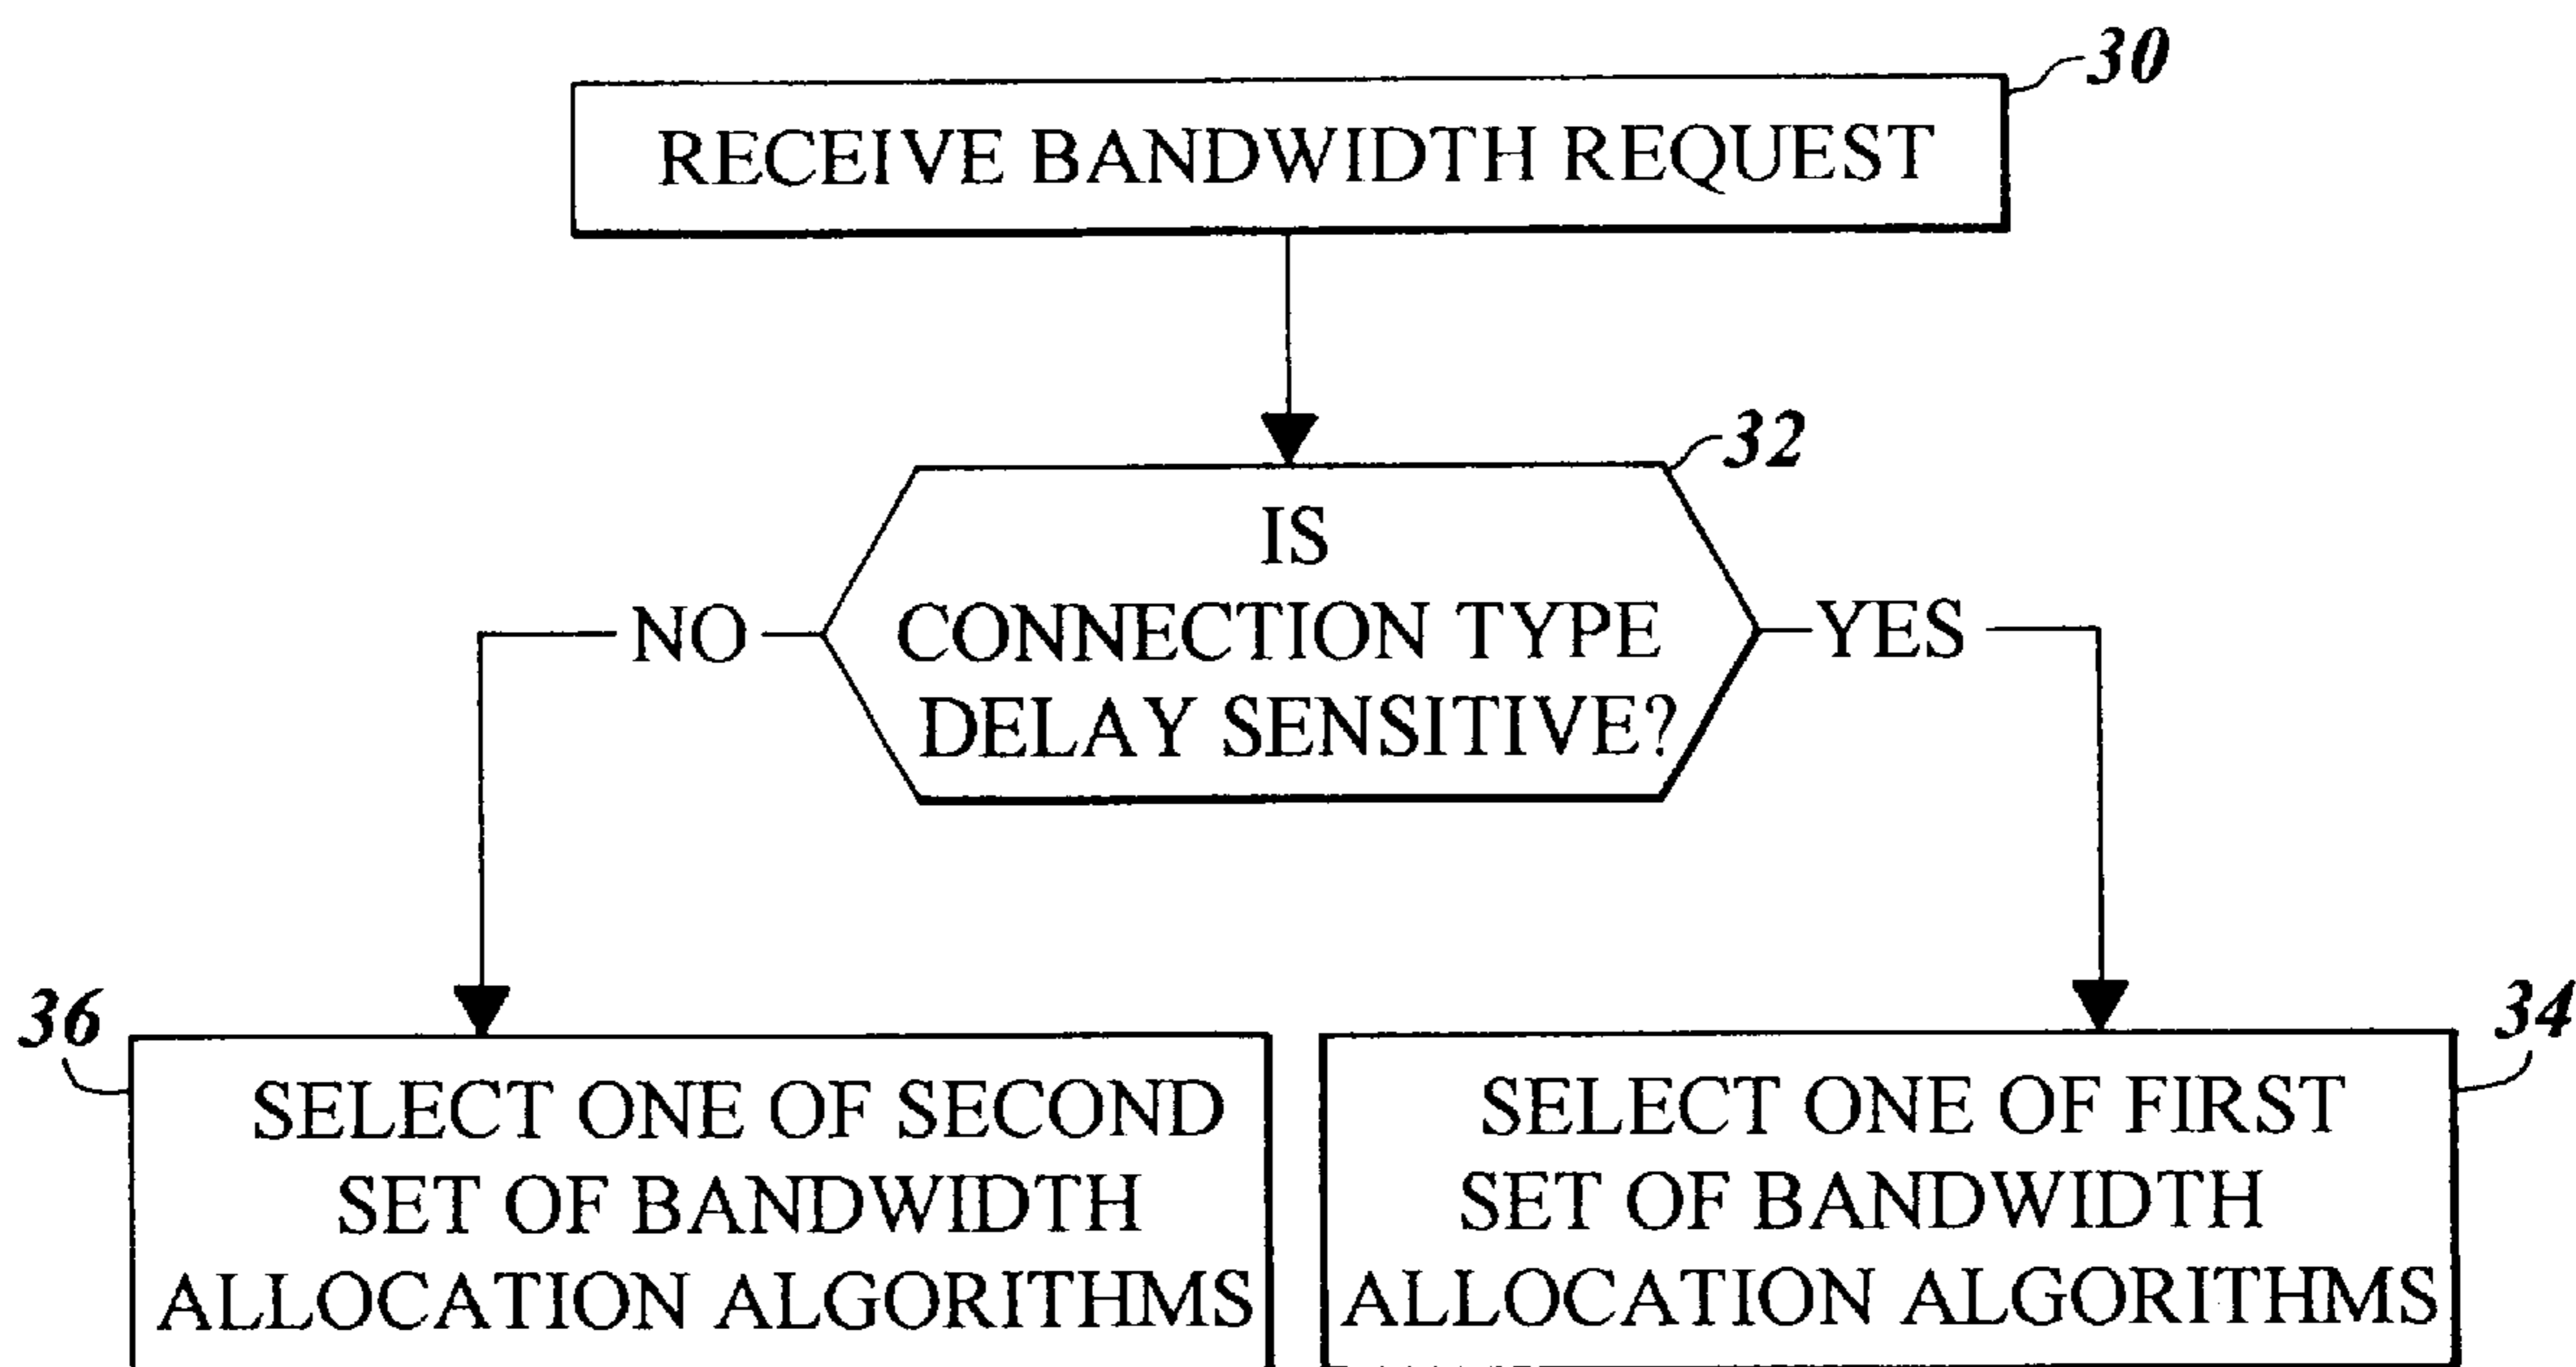 30
RECEIVE BANDWIDTH REQUEST
32
IS
CONNECTION TYPE
DELAY SENSITIVE?
NO
YES
36
SELECT ONE OF SECOND
SET OF BANDWIDTH
ALLOCATION ALGORITHMS
34
SELECT ONE OF FIRST
SET OF BANDWIDTH
ALLOCATION ALGORITHMS